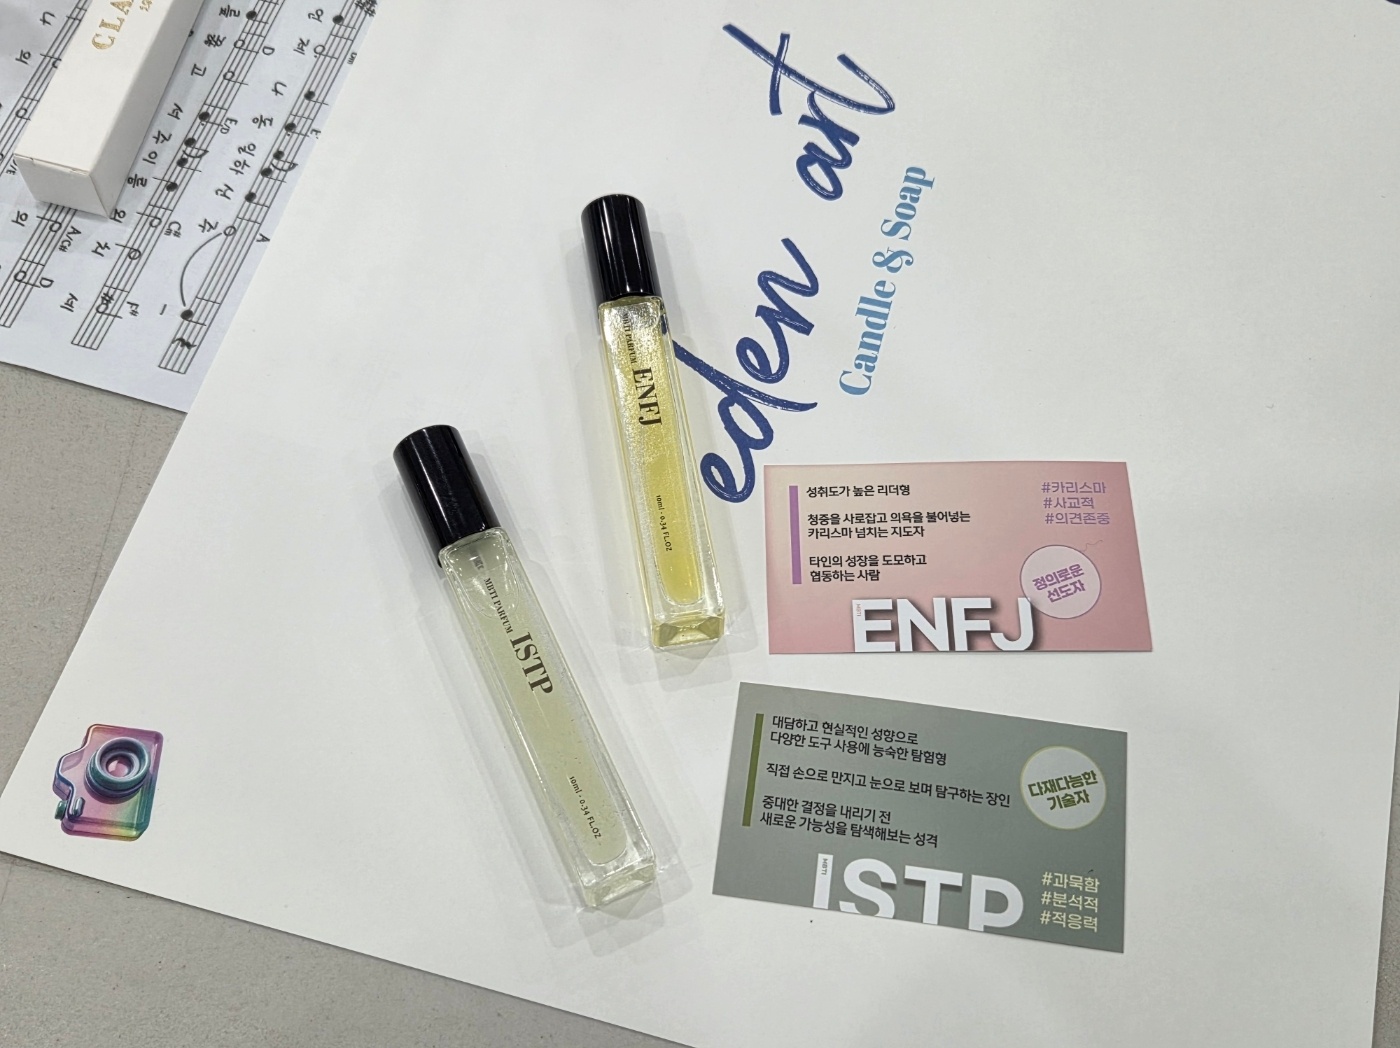 eden art
Candle & Soap
MBTI PARFUM ENFJ
10ml - 0.34 FL.OZ
MBTI PARFUM ISTP
10ml - 0.34 FL.OZ
성취도가 높은 리더형
청중을 사로잡고 의욕을 불어넣는
카리스마 넘치는 지도자
타인의 성장을 도모하고
협동하는 사람
#카리스마
#사교적
#의견존중
정의로운
선도자
MBTI
ENFJ
대담하고 현실적인 성향으로
다양한 도구 사용에 능숙한 탐험형
직접 손으로 만지고 눈으로 보며 탐구하는 장인
중대한 결정을 내리기 전
새로운 가능성을 탐색해보는 성격
다재다능한
기술자
MBTI
ISTP
#과묵함
#분석적
#적응력
CLA